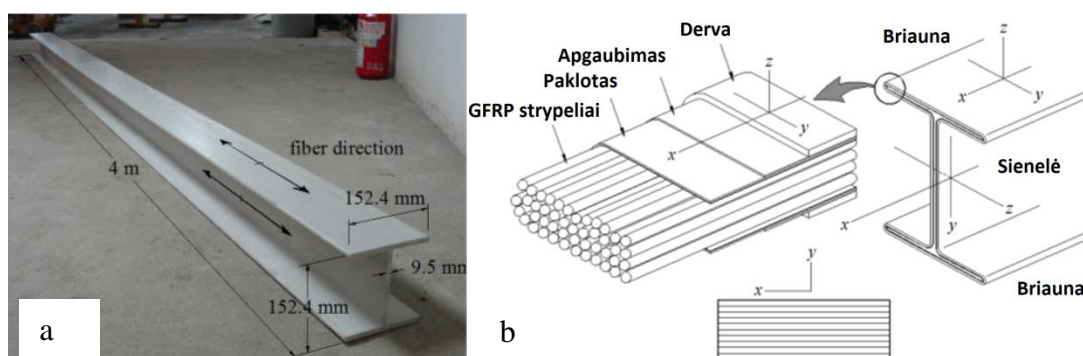 fiber direction
4 m
152.4 mm
9.5 mm
152.4 mm
a
Derva
Apgaubimas
Paklotas
GFRP strypeliai
z
x
y
y
x
b
Briauna
z
x
y
Sienelė
x
z
y
Briauna